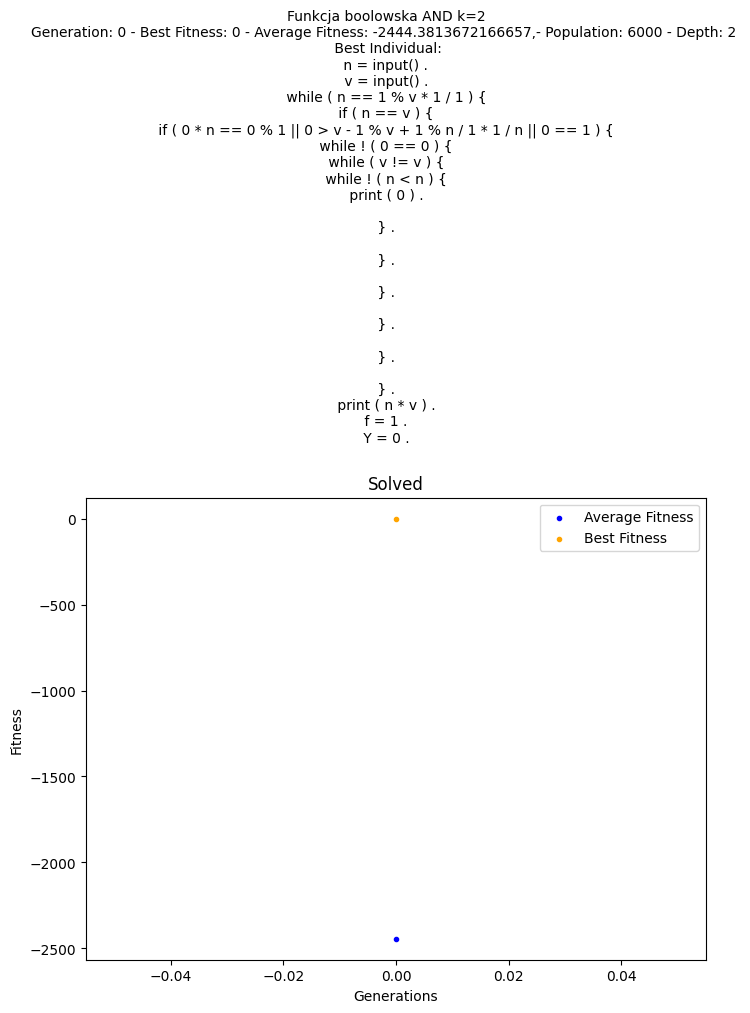 Funkcja boolowska AND k=2
Generation: 0 - Best Fitness: 0 - Average Fitness: -2444.3813672166657,- Population: 6000 - Depth: 2
Best Individual:
n = input() .
v = input() .
while ( n == 1 % v * 1 / 1 ) {
if ( n == v ) {
if ( 0 * n == 0 % 1 || 0 > v - 1 % v + 1 % n / 1 * 1 / n || 0 == 1 ) {
while ! ( 0 == 0 ) {
while ( v != v ) {
while ! ( n < n ) {
print ( 0 ) .
} .
} .
} .
} .
} .
} .
print ( n * v ) .
f = 1 .
Y = 0 .
Solved
Average Fitness
Best Fitness
0
−500
−1000
−1500
−2000
−2500
Fitness
−0.04
−0.02
0.00
0.02
0.04
Generations